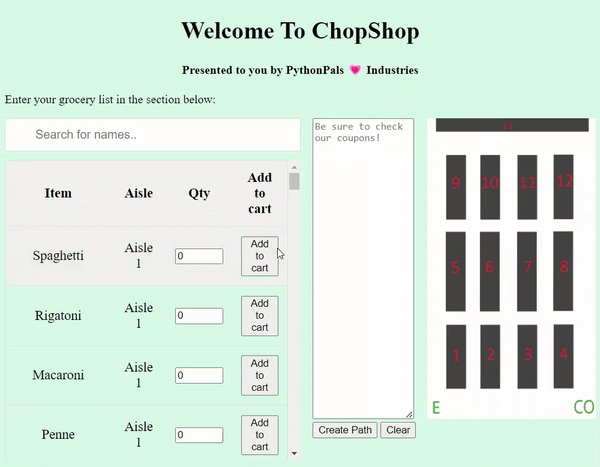 Welcome To ChopShop
Presented to you by PythonPals 💗 Industries
Enter your grocery list in the section below:
Search for names..
Item Aisle Qty Add
to
cart
Spaghetti Aisle
1 0 Add
to
cart
Rigatoni Aisle
1 0 Add
to
cart
Macaroni Aisle
1 0 Add
to
cart
Penne Aisle
1 0 Add
to
cart
Be sure to check
our coupons!
Create Path Clear
9 10 11 12
5 6 7 8
1 2 3 4
E CO